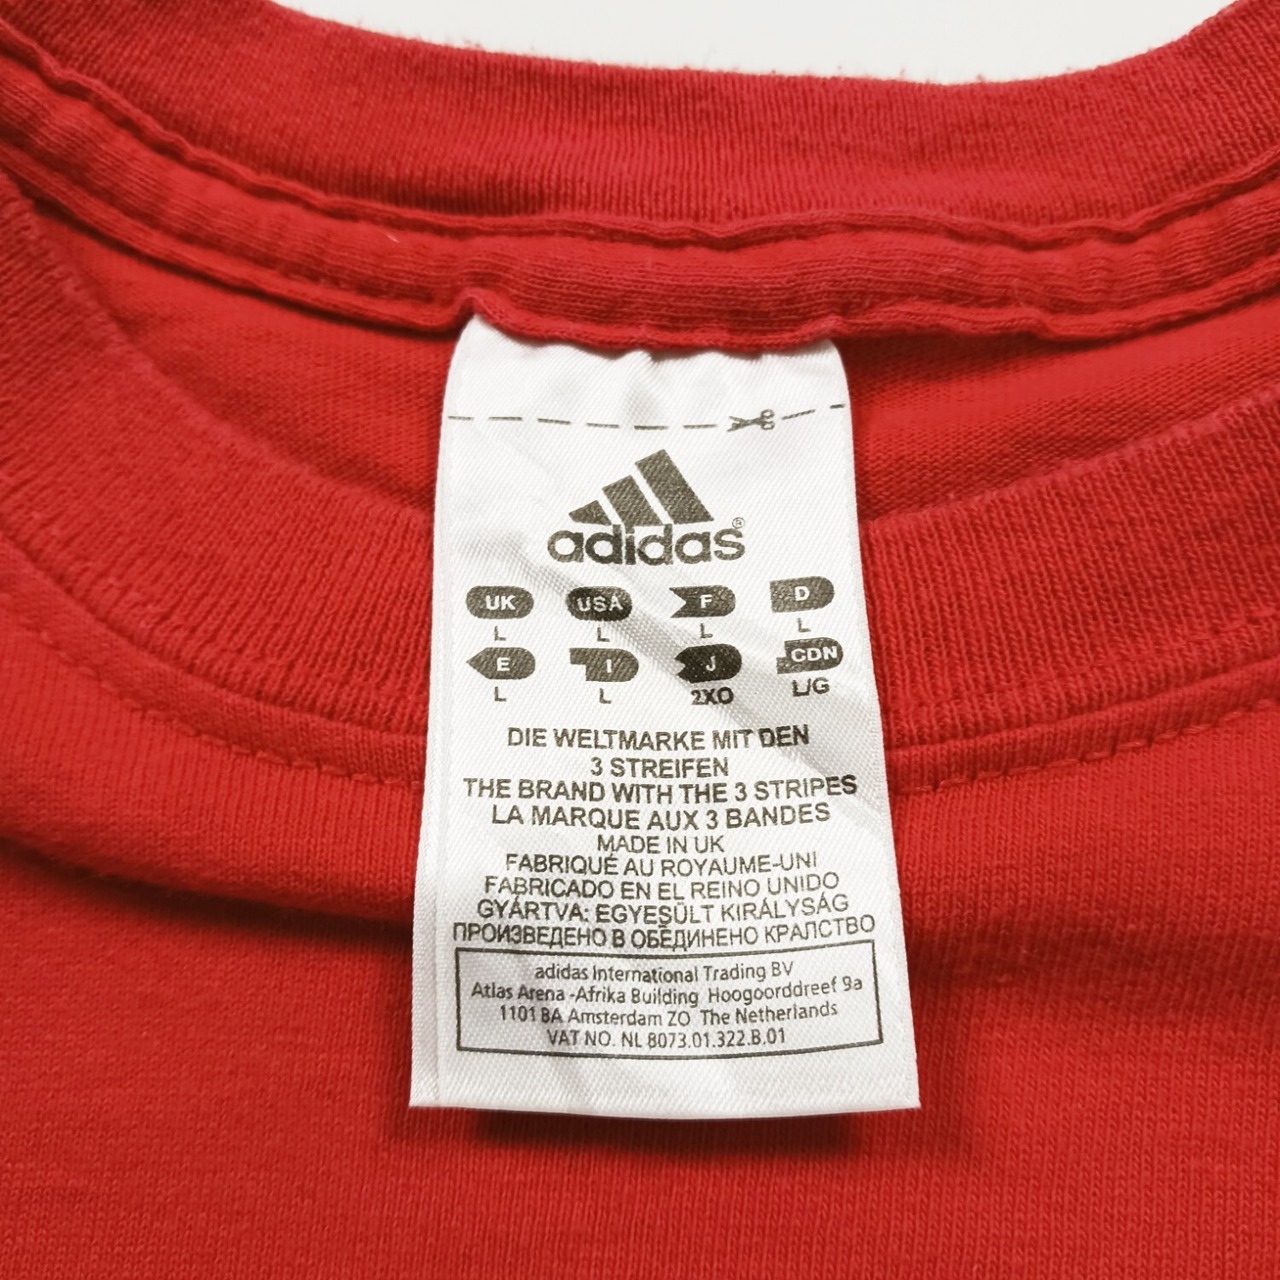 adidas®
UK USA F D
L L L L
E I J CDN
L L 2XO L/G
DIE WELTMARKE MIT DEN
3 STREIFEN
THE BRAND WITH THE 3 STRIPES
LA MARQUE AUX 3 BANDES
MADE IN UK
FABRIQUÉ AU ROYAUME-UNI
FABRICADO EN EL REINO UNIDO
GYÁRTVA: EGYESÜLT KIRÁLYSÁG
ПРОИЗВЕДЕНО В ОБЕДИНЕНО КРАЛСТВО
adidas International Trading BV
Atlas Arena -Afrika Building Hoogoorddreef 9a
1101 BA Amsterdam ZO The Netherlands
VAT NO. NL 8073.01.322.B.01